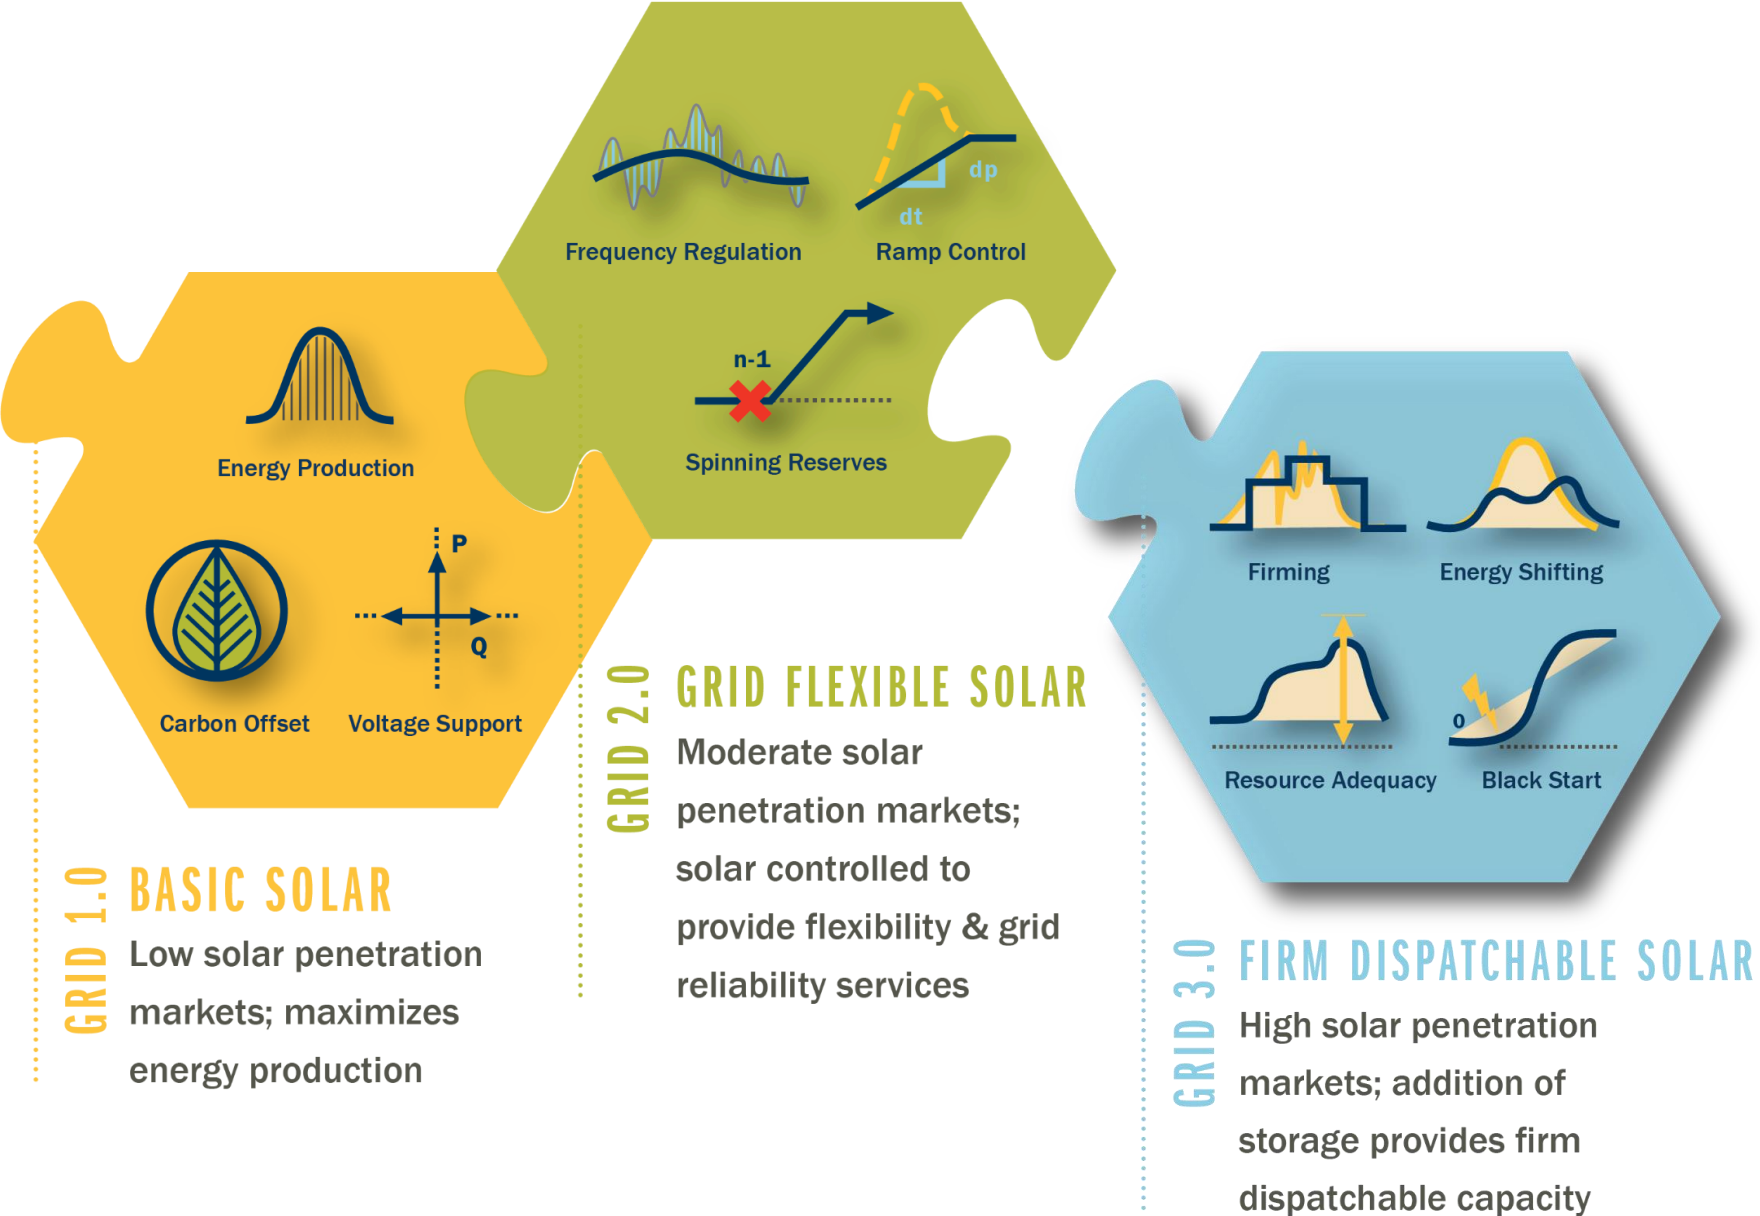 Energy Production
Carbon Offset
P
Q
Voltage Support
GRID 1.0
BASIC SOLAR
Low solar penetration
markets; maximizes
energy production
Frequency Regulation
dp
dt
Ramp Control
n-1
Spinning Reserves
GRID 2.0
GRID FLEXIBLE SOLAR
Moderate solar
penetration markets;
solar controlled to
provide flexibility & grid
reliability services
Firming
Energy Shifting
Resource Adequacy
0
Black Start
GRID 3.0
FIRM DISPATCHABLE SOLAR
High solar penetration
markets; addition of
storage provides firm
dispatchable capacity